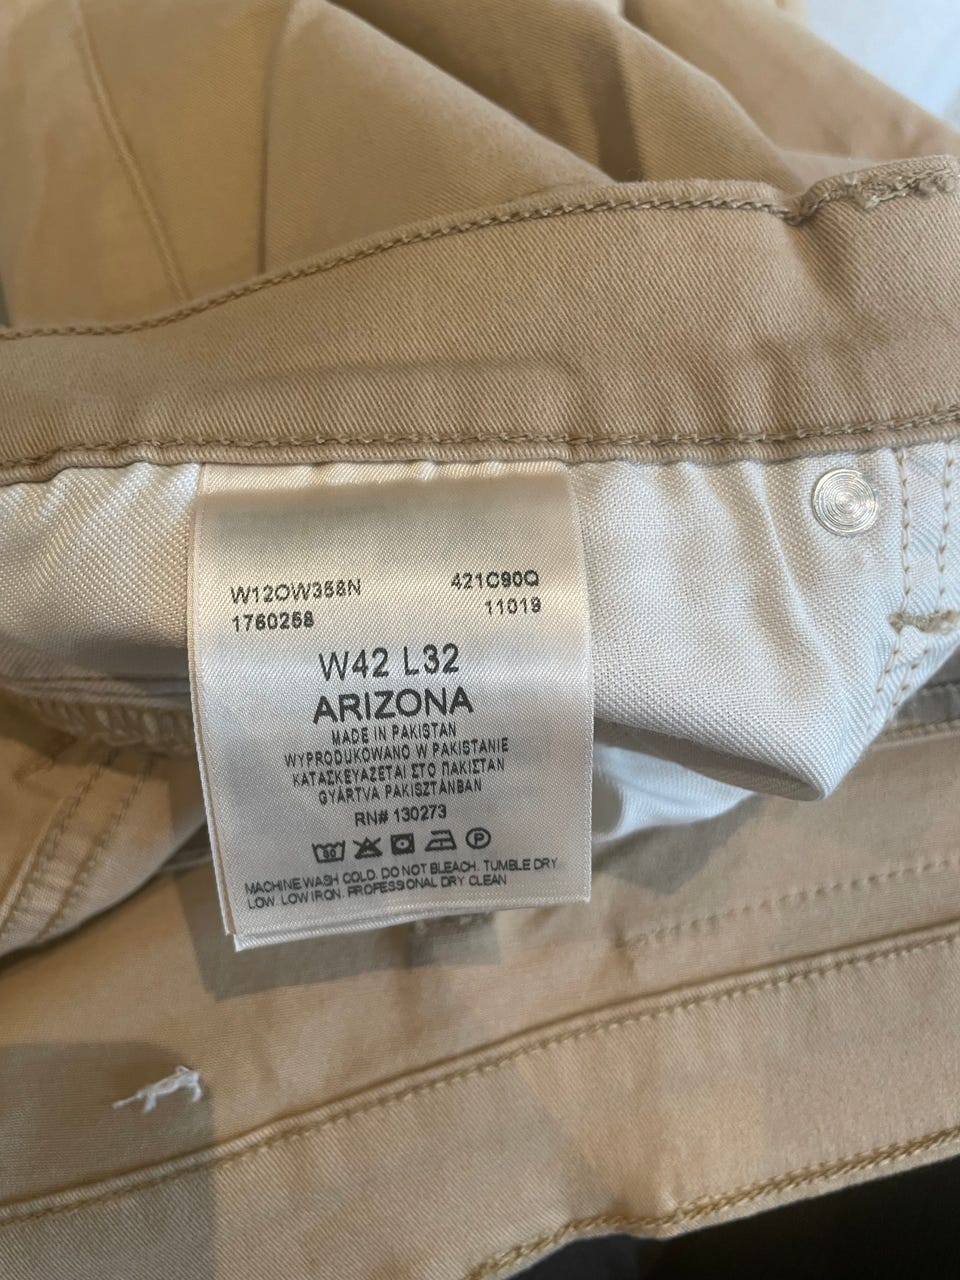 W12OW358N 421C90Q
1760258 11019
W42 L32
ARIZONA
MADE IN PAKISTAN
WYPRODUKOWANO W PAKISTANIE
ΚΑΤΑΣΚΕΥΑΖΕΤΑΙ ΣΤΟ ΠΑΚΙΣΤΑΝ
GYÁRTVA PAKISZTÁNBAN
RN# 130273
30
P
MACHINE WASH COLD. DO NOT BLEACH. TUMBLE DRY
LOW. LOW IRON. PROFESSIONAL DRY CLEAN